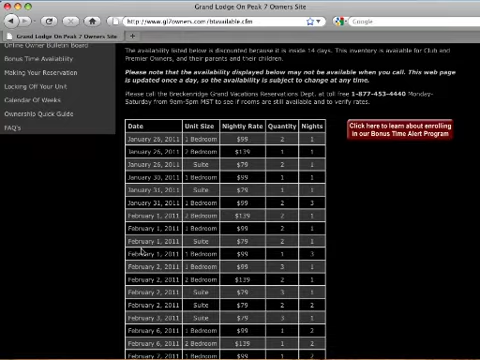 Grand Lodge On Peak 7 Owners Site
http://www.gl7owners.com/btavailable.cfm
Google
Grand Lodge On Peak 7 Owners Site
Online Owner Bulletin Board
Bonus Time Availability
Making Your Reservation
Locking Off Your Unit
Calendar Of Weeks
Ownership Quick Guide
FAQ's
The availability listed below is discounted because it is inside 14 days. This inventory is available for Club and
Premier Owners, and their parents and their children.
Please note that the availability displayed below may not be available when you call. This web page
is updated once a day, so the availability is subject to change at any time.
Please call the Breckenridge Grand Vacations Reservations Dept. at toll free 1-877-453-4440 Monday-
Saturday from 9am-5pm MST to see if rooms are still available and to verify rates.
Click here to learn about enrolling
in our Bonus Time Alert Program
Date Unit Size Nightly Rate Quantity Nights
January 25, 2011 1 Bedroom $99 2 1
January 26, 2011 2 Bedroom $139 1 1
January 26, 2011 Suite $79 2 1
January 30, 2011 1 Bedroom $99 1 1
January 31, 2011 Suite $79 1 1
January 31, 2011 1 Bedroom $99 2 3
February 1, 2011 2 Bedroom $139 2 1
February 1, 2011 1 Bedroom $99 2 1
February 1, 2011 Suite $79 2 1
February 1, 2011 1 Bedroom $99 1 3
February 2, 2011 1 Bedroom $99 3 1
February 2, 2011 2 Bedroom $139 2 1
February 2, 2011 Suite $79 3 1
February 2, 2011 Suite $79 2 2
February 3, 2011 Suite $79 3 1
February 6, 2011 1 Bedroom $99 1 2
February 6, 2011 2 Bedroom $139 1 2
February 6, 2011 1 Bedroom $99 1 2